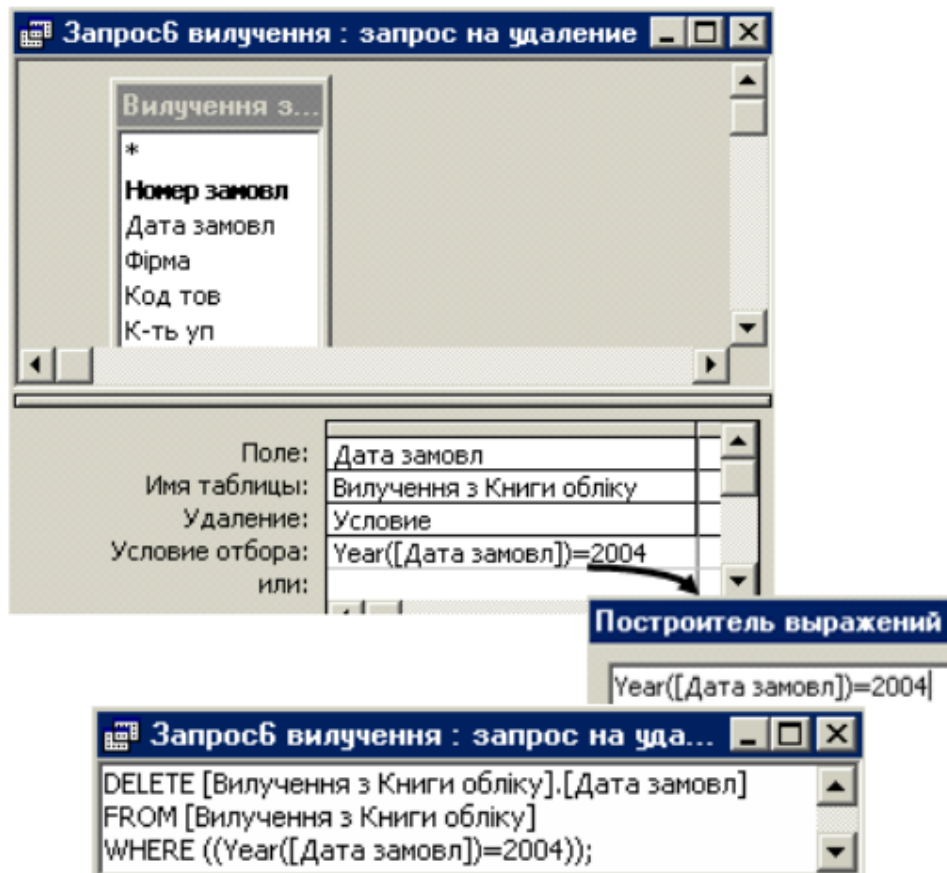 Запрос6 вилучення : запрос на удаление
Вилучення з...
*
Номер замовл
Дата замовл
Фірма
Код тов
К-ть уп
Поле: Дата замовл
Имя таблицы: Вилучення з Книги обліку
Удаление: Условие
Условие отбора: Year([Дата замовл])=2004
или:
Построитель выражений
Year([Дата замовл])=2004
Запрос6 вилучення : запрос на уда...
DELETE [Вилучення з Книги обліку].[Дата замовл]
FROM [Вилучення з Книги обліку]
WHERE ((Year([Дата замовл])=2004));